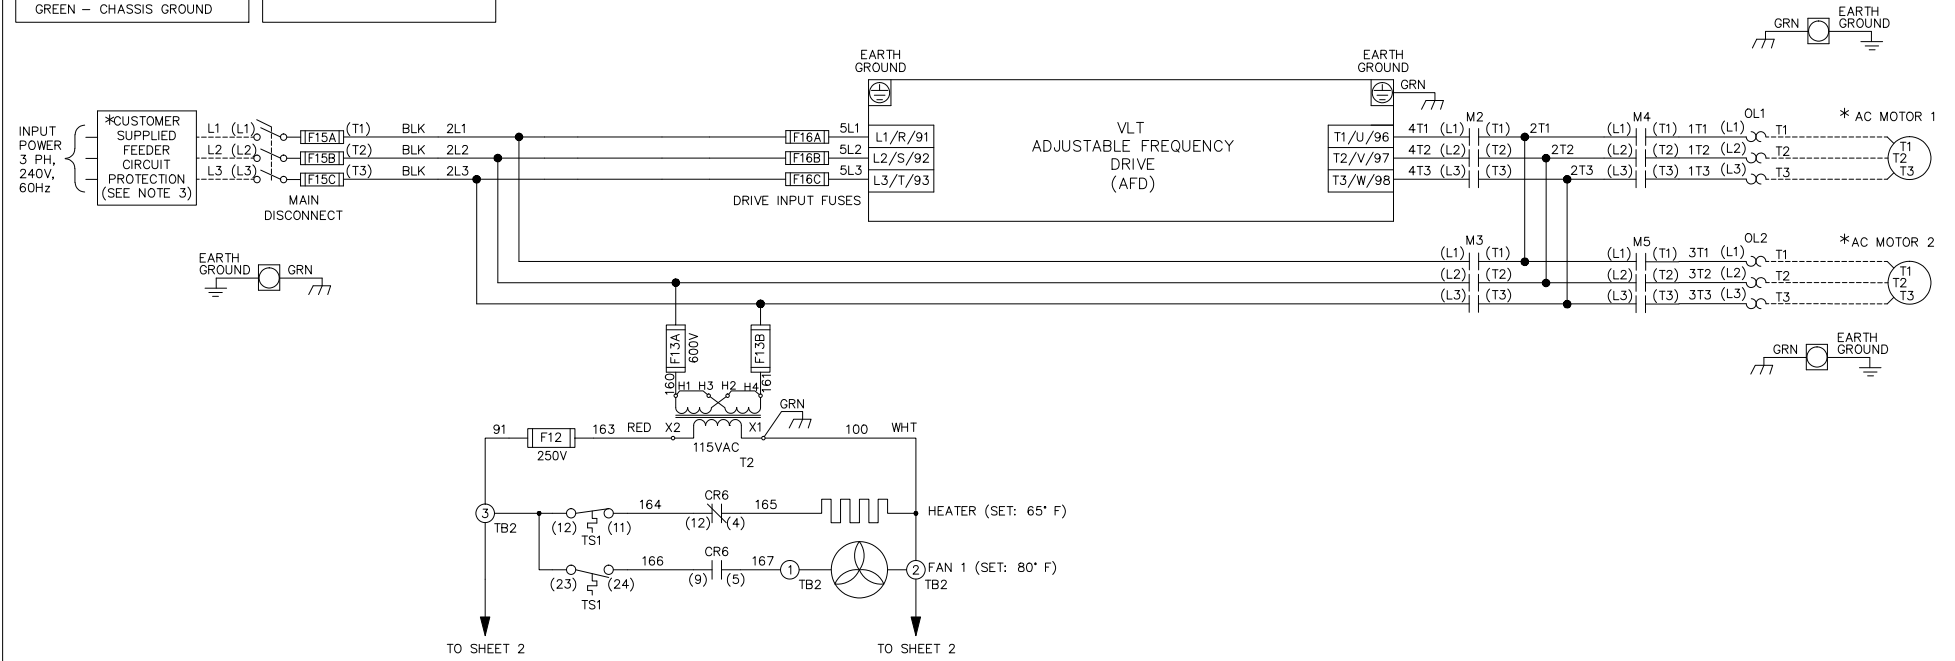 GREEN – CHASSIS GROUND
GRN
EARTH
GROUND
EARTH
GROUND
EARTH
GROUND
GRN
INPUT
POWER
3 PH,
240V,
60Hz
*CUSTOMER
SUPPLIED
FEEDER
CIRCUIT
PROTECTION
(SEE NOTE 3)
L1 (L1) F15A (T1) BLK 2L1 F16A 5L1 L1/R/91
L2 (L2) F15B (T2) BLK 2L2 F16B 5L2 L2/S/92
L3 (L3) F15C (T3) BLK 2L3 F16C 5L3 L3/T/93
MAIN
DISCONNECT
DRIVE INPUT FUSES
VLT
ADJUSTABLE FREQUENCY
DRIVE
(AFD)
M2 M4 OL1 * AC MOTOR 1
T1/U/96 4T1 (L1) (T1) 2T1 (L1) (T1) 1T1 (L1) T1
T2/V/97 4T2 (L2) (T2) 2T2 (L2) (T2) 1T2 (L2) T2
T3/W/98 4T3 (L3) (T3) 2T3 (L3) (T3) 1T3 (L3) T3
T1
T2
T3
M3 M5 OL2 *AC MOTOR 2
(L1) (T1) (L1) (T1) 3T1 (L1) T1
(L2) (T2) (L2) (T2) 3T2 (L2) T2
(L3) (T3) (L3) (T3) 3T3 (L3) T3
T1
T2
T3
EARTH
GROUND
GRN
F13A
600V
F13B
GRN
EARTH
GROUND
160
H1 H3 H2 H4
161
GRN
91 F12 163 RED X2 X1 100 WHT
250V
115VAC
T2
3
TB2
164 CR6 165
(12) (11) (12) (4)
TS1
HEATER (SET: 65° F)
166 CR6 167 1
(23) (24) (9) (5) TB2
TS1
2
TB2
FAN 1 (SET: 80° F)
TO SHEET 2
TO SHEET 2